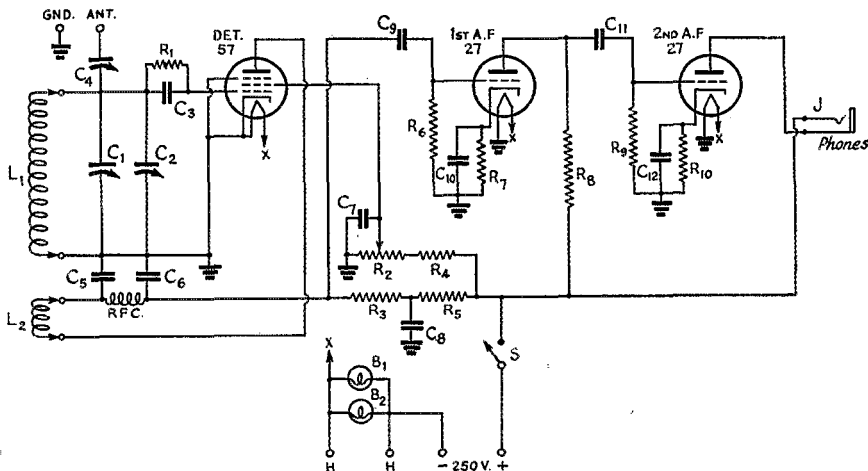 GND. ANT.
DET.
57
1ST A.F
27
2ND A.F
27
C9
C11
R1
C4
C3
X
X
X
J
Phones
L1
C1
C2
R6
C10
R7
R8
R9
C12
R10
C7
R2
R4
C5
C6
R.F.C.
L2
R3
R5
C8
S
X
B1
B2
H
H
- 250 V. +